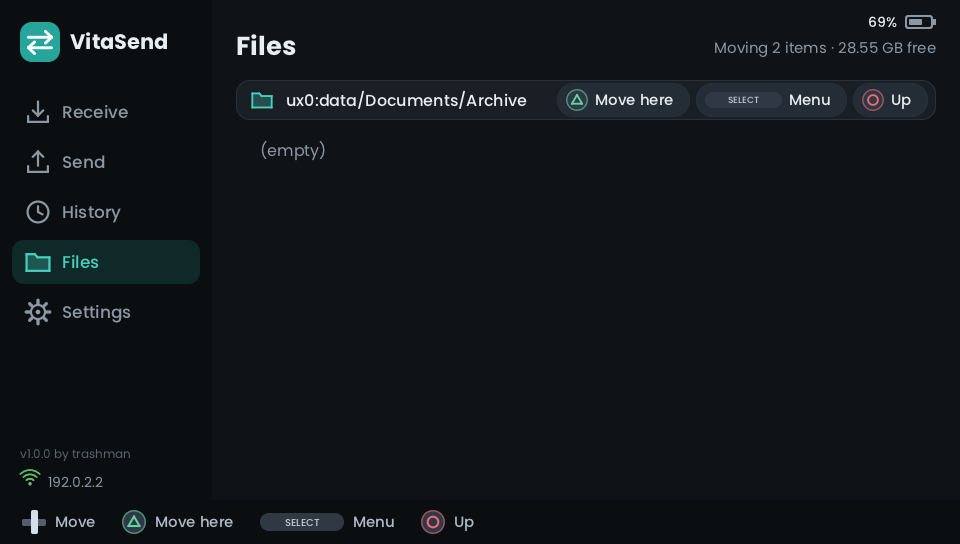 VitaSend
Receive
Send
History
Files
Settings
v1.0.0 by trashman
192.0.2.2
Files
69%
Moving 2 items · 28.55 GB free
ux0:data/Documents/Archive
Move here
SELECT Menu
Up
(empty)
Move
Move here
SELECT Menu
Up